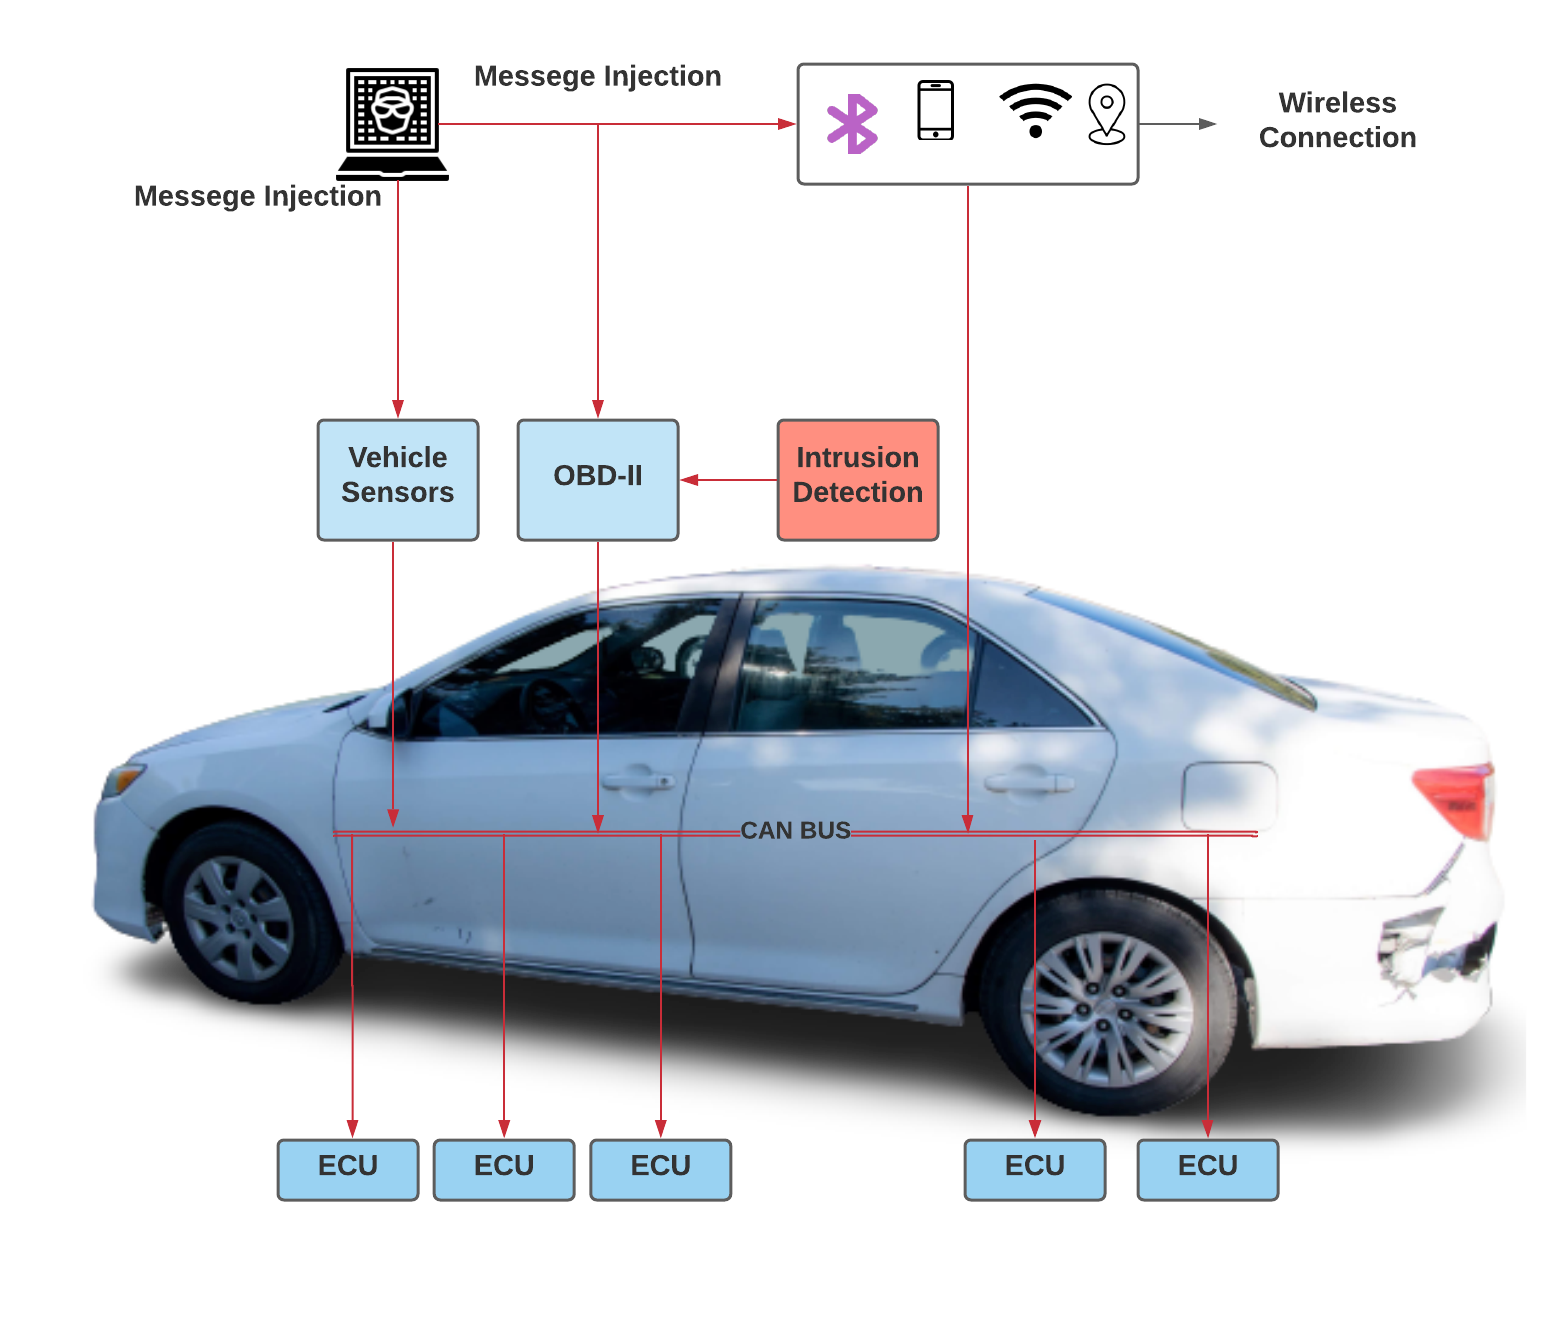 Messege Injection
Wireless
Connection
Messege Injection
Vehicle
Sensors
OBD-II
Intrusion
Detection
CAN BUS
ECU
ECU
ECU
ECU
ECU